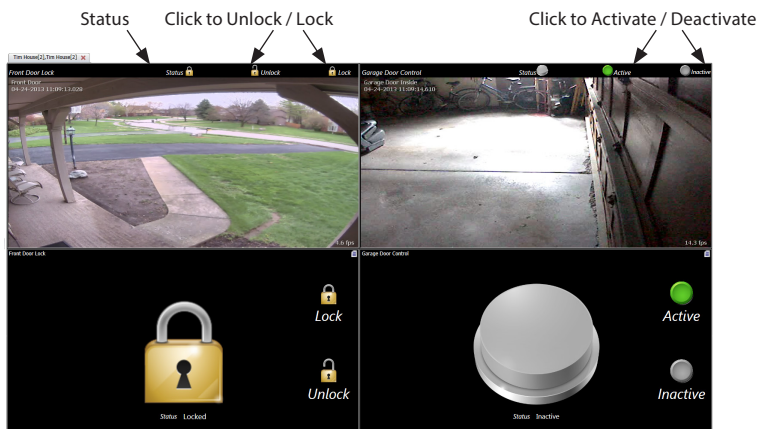 Status
Click to Unlock / Lock
Click to Activate / Deactivate
Tim House[2],Tim House[2]
Front Door Lock
Status
Unlock
Lock
Garage Door Control
Status
Active
Inactive
Front Door
04-24-2013 11:09:13.020
Garage Door Inside
04-24-2013 11:09:14.610
4.6 fps
14.3 fps
Front Door Lock
Garage Door Control
Lock
Unlock
Status Locked
Active
Inactive
Status Inactive